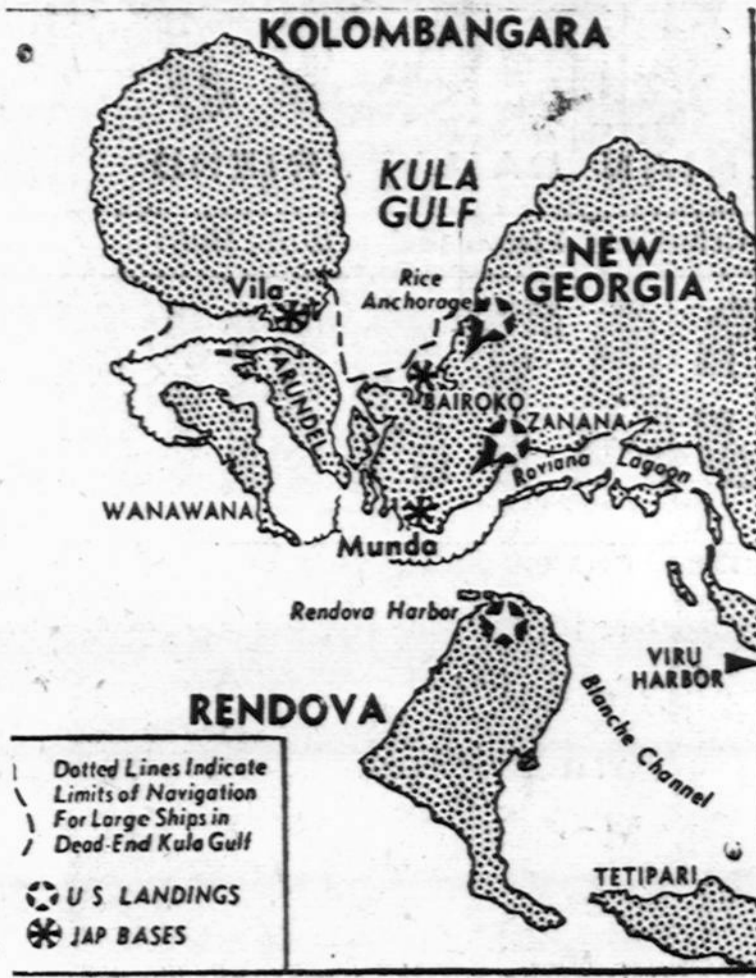 KOLOMBANGARA
KULA
GULF
NEW
GEORGIA
Vila
Rice
Anchorage
ARUNDEL
BAIROKO
ZANANA
Roviana Lagoon
WANAWANA
Munda
Rendova Harbor
VIRU
HARBOR
RENDOVA
Blanche Channel
Dotted Lines Indicate
Limits of Navigation
For Large Ships in
Dead-End Kula Gulf
U S. LANDINGS
JAP BASES
TETIPARI